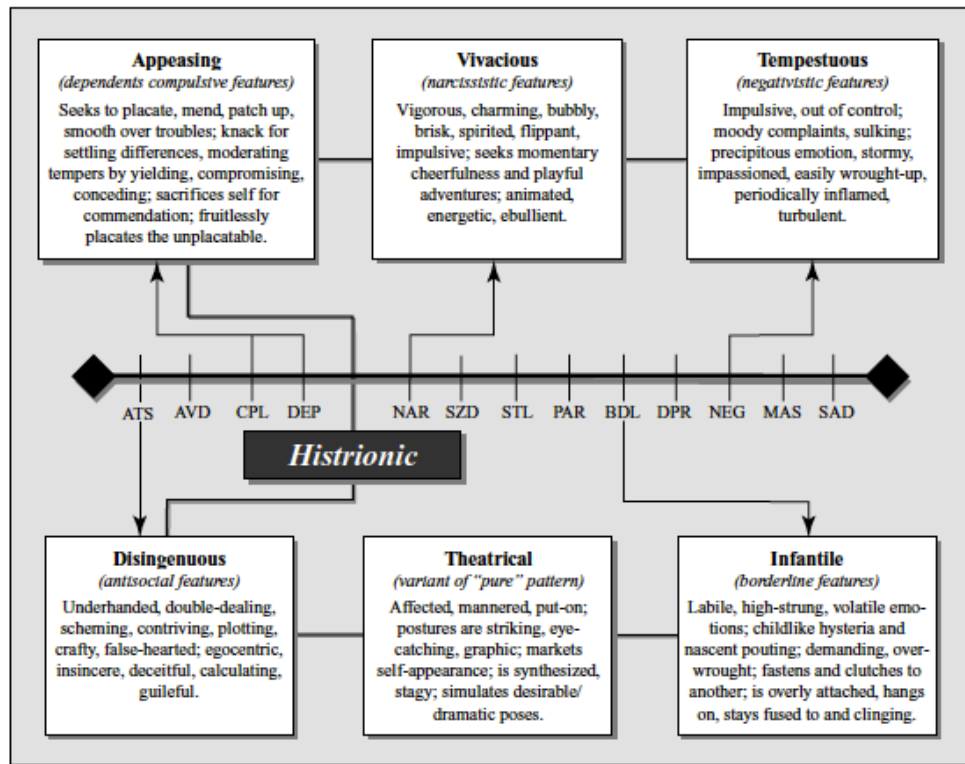 Appeasing
(dependents compulsive features)
Seeks to placate, mend, patch up,
smooth over troubles; knack for
settling differences, moderating
tempers by yielding, compromising,
conceding; sacrifices self for
commendation; fruitlessly
placates the unplacatable.
Vivacious
(narcissistic features)
Vigorous, charming, bubbly,
brisk, spirited, flippant,
impulsive; seeks momentary
cheerfulness and playful
adventures; animated,
energetic, ebullient.
Tempestuous
(negativistic features)
Impulsive, out of control;
moody complaints, sulking;
precipitous emotion, stormy,
impassioned, easily wrought-up,
periodically inflamed,
turbulent.
ATS AVD CPL DEP NAR SZD STL PAR BDL DPR NEG MAS SAD
Histrionic
Disingenuous
(antisocial features)
Underhanded, double-dealing,
scheming, contriving, plotting,
crafty, false-hearted; egocentric,
insincere, deceitful, calculating,
guileful.
Theatrical
(variant of “pure” pattern)
Affected, mannered, put-on;
postures are striking, eye-
catching, graphic; markets
self-appearance; is synthesized,
stagy; simulates desirable/
dramatic poses.
Infantile
(borderline features)
Labile, high-strung, volatile emo-
tions; childlike hysteria and
nascent pouting; demanding, over-
wrought; fastens and clutches to
another; is overly attached, hangs
on, stays fused to and clinging.